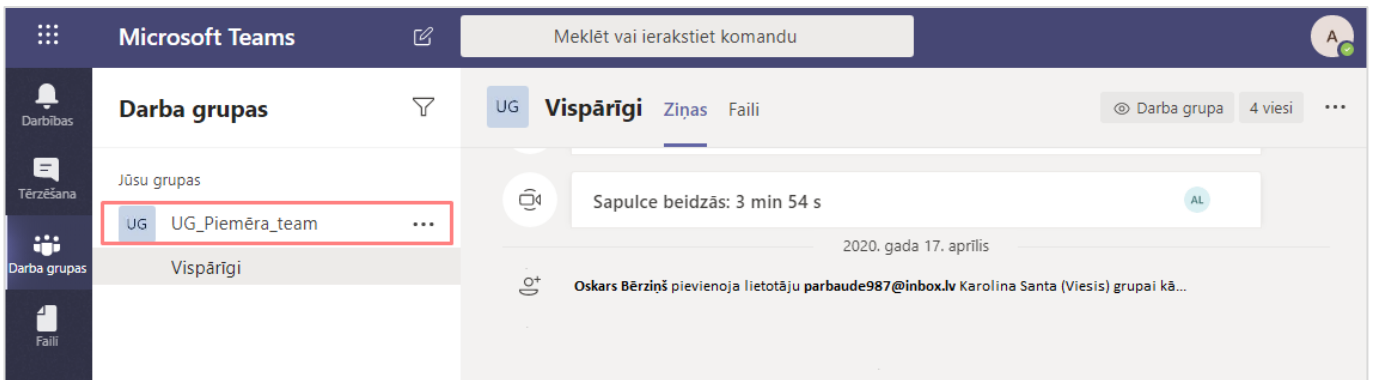 Microsoft Teams
Meklēt vai ierakstiet komandu
A
Darbības
Tērzēšana
Darba grupas
Faili
Darba grupas
Jūsu grupas
UG UG_Piemēra_team
Vispārīgi
UG Vispārīgi Ziņas Faili
Darba grupa 4 viesi
Sapulce beidzās: 3 min 54 s AL
2020. gada 17. aprīlis
Oskars Bērziņš pievienoja lietotāju parbaude987@inbox.lv Karolina Santa (Viesis) grupai kā...